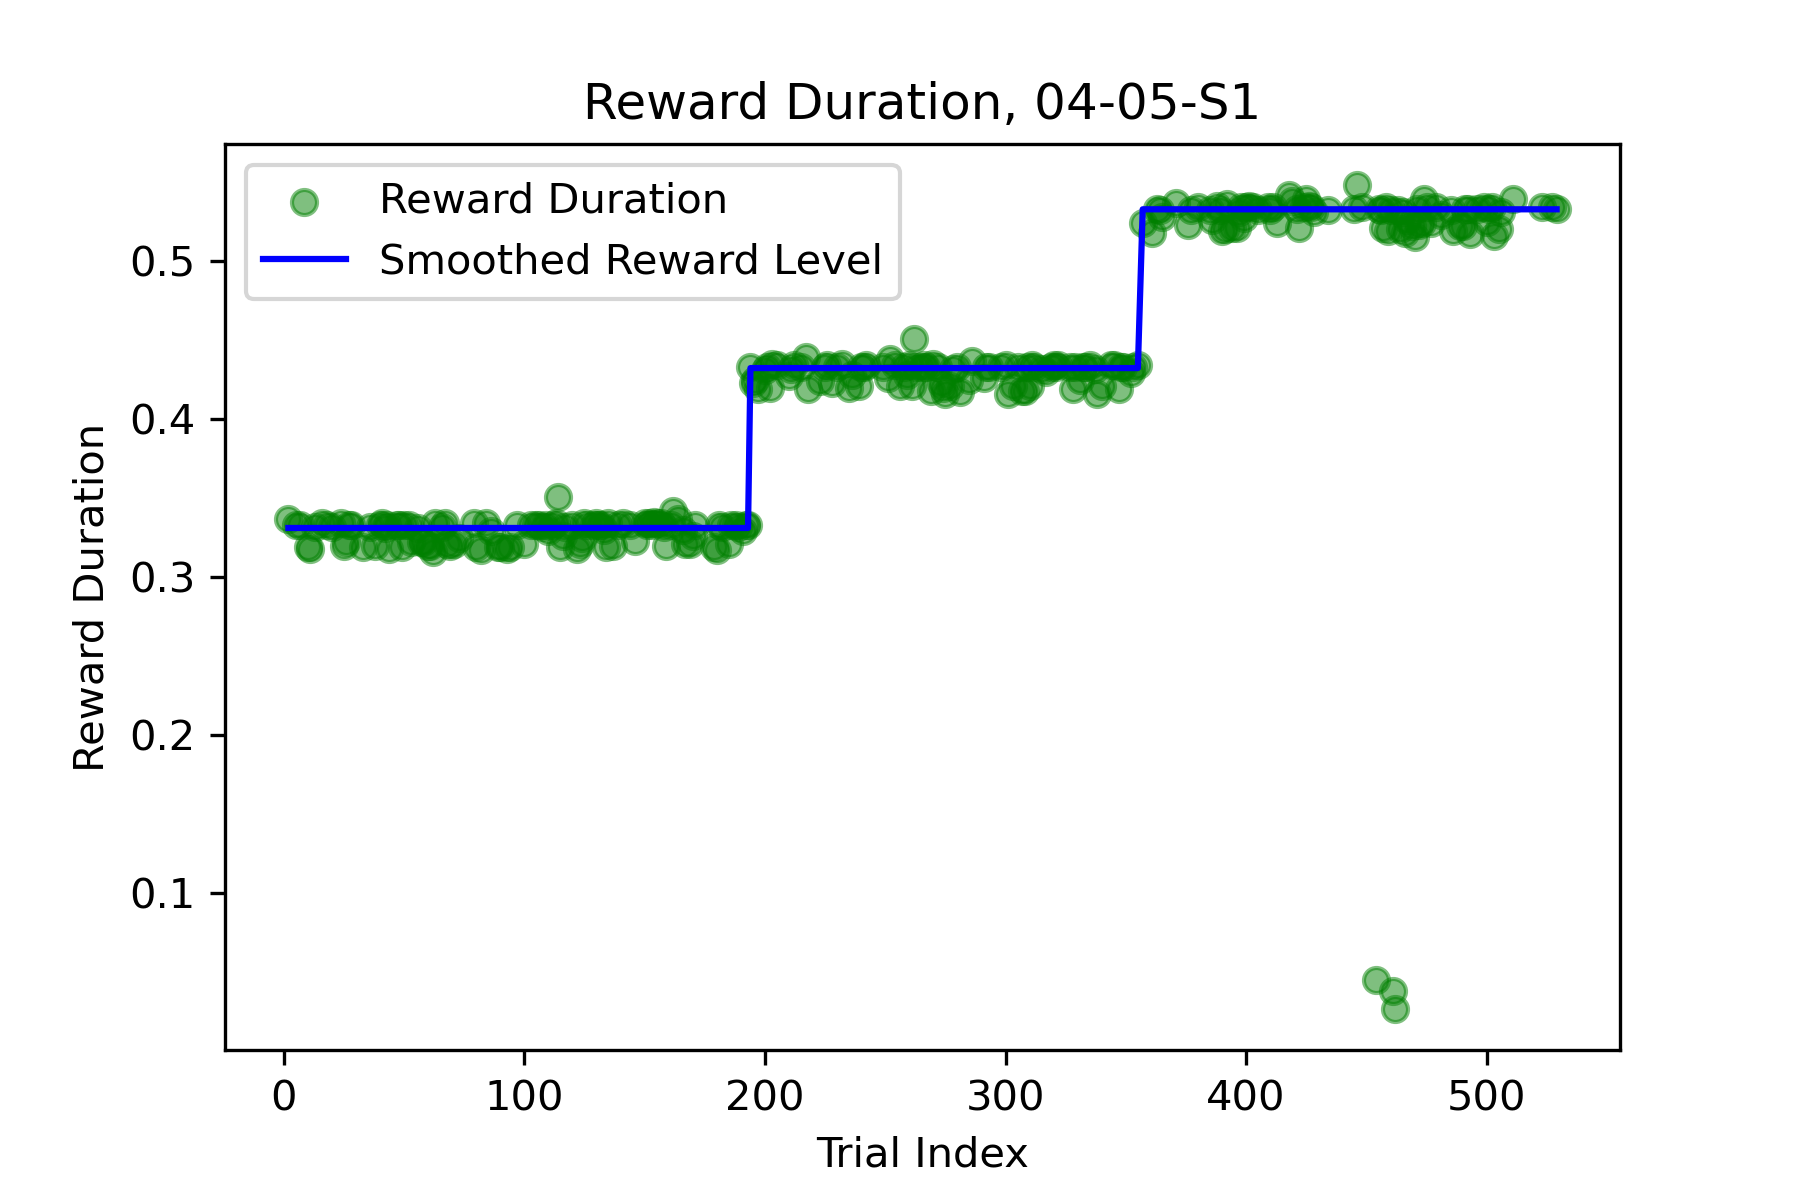 Reward Duration, 04-05-S1
Reward Duration
Smoothed Reward Level
Reward Duration
0.5
0.4
0.3
0.2
0.1
0 100 200 300 400 500
Trial Index